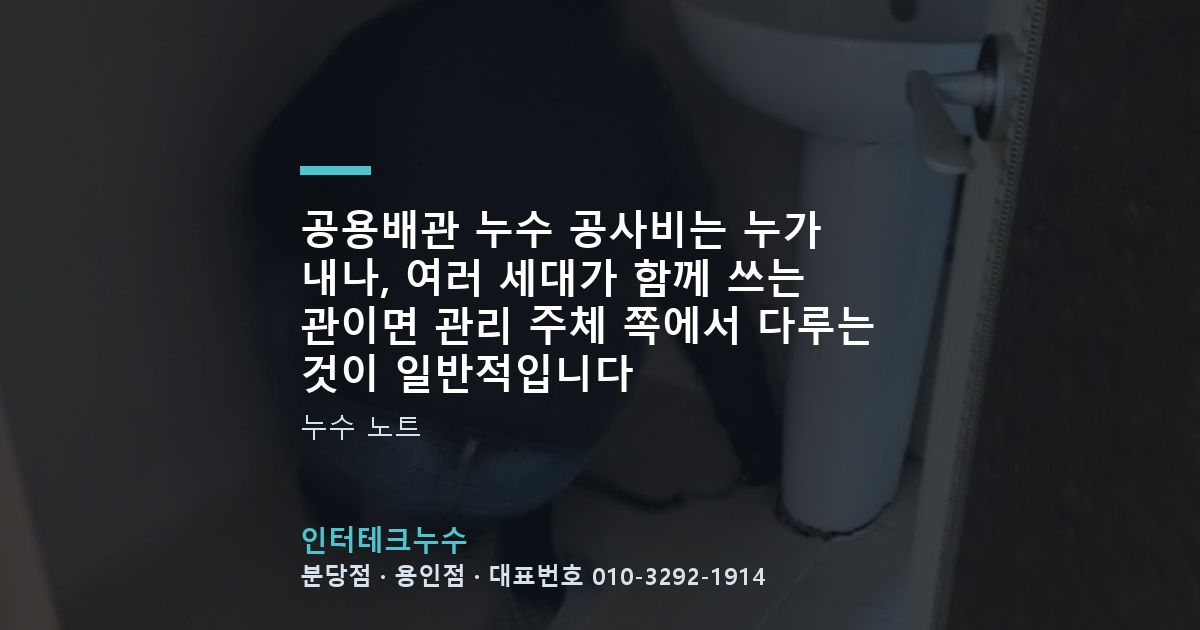 공용배관 누수 공사비는 누가
내나, 여러 세대가 함께 쓰는
관이면 관리 주체 쪽에서 다루는
것이 일반적입니다
누수 노트
인터테크누수
분당점 · 용인점 · 대표번호 010-3292-1914